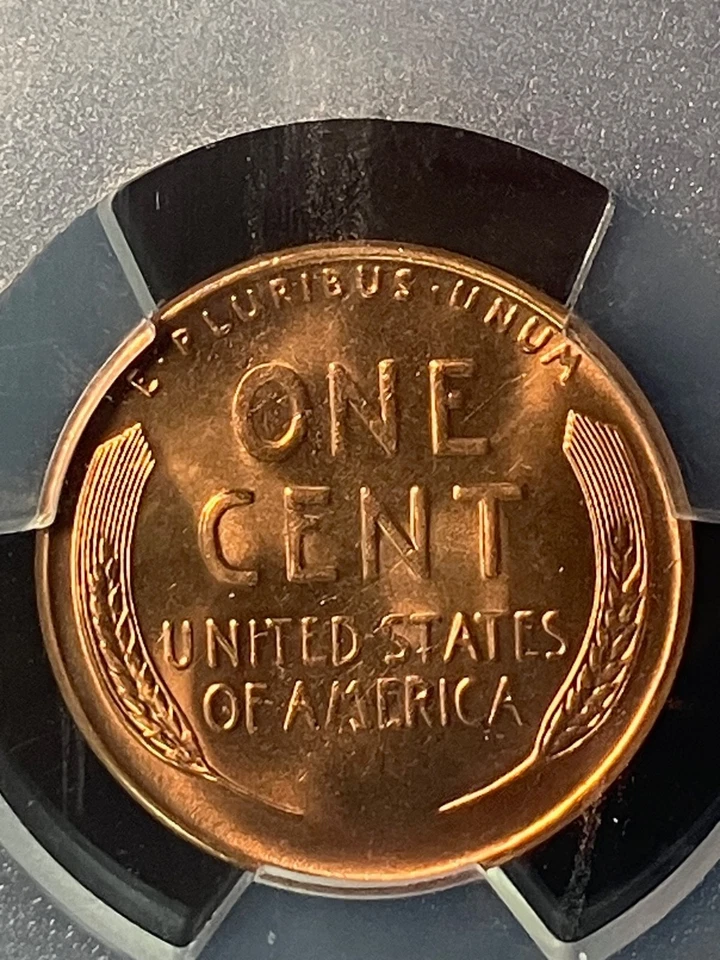 E·PLURIBUS·UNUM
ONE
CENT
UNITED STATES
OF AMERICA